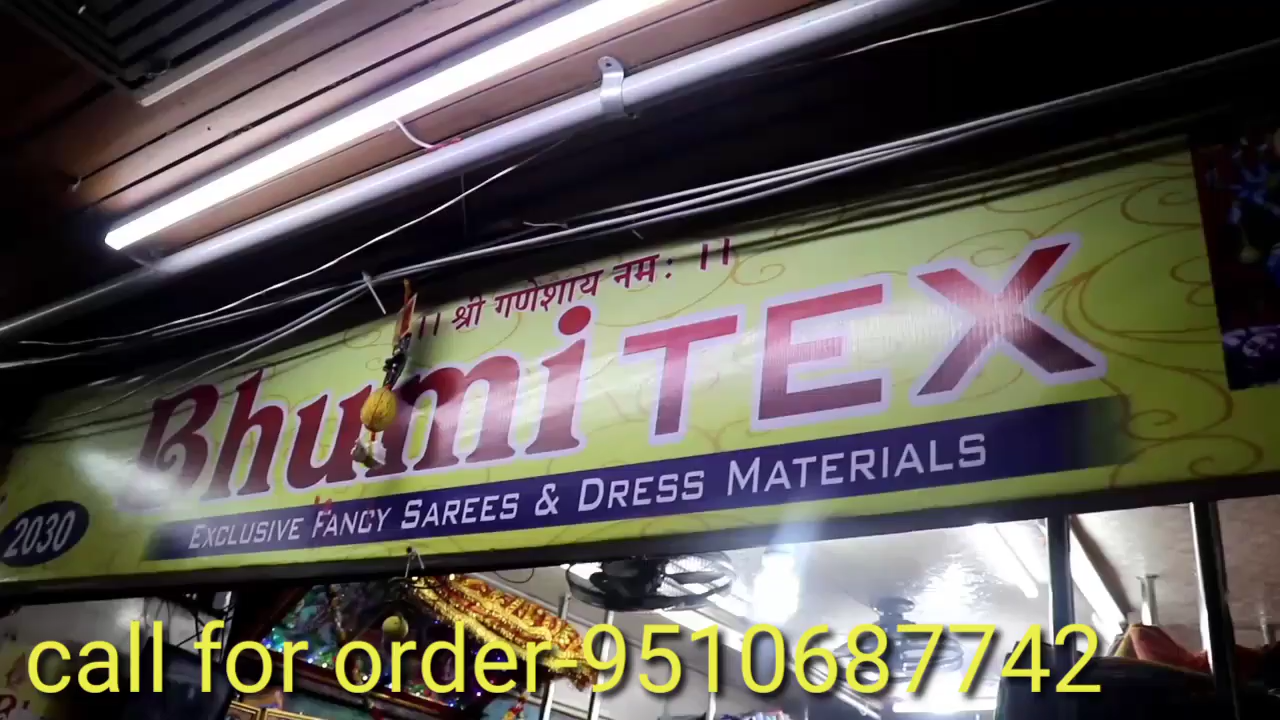 ।। श्री गणेशाय नमः ।।
Bhumi TEX
2030
EXCLUSIVE FANCY SAREES & DRESS MATERIALS
call for order-9510687742